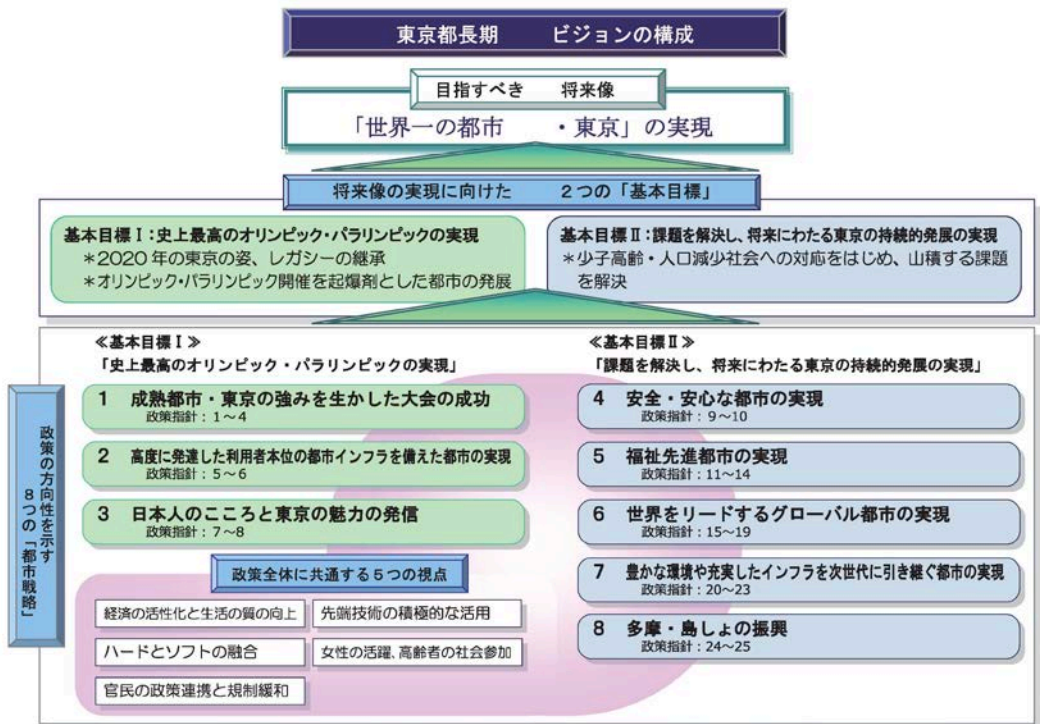 東京都長期　　ビジョンの構成
目指すべき　将来像
「世界一の都市　・東京」の実現
将来像の実現に向けた　　２つの「基本目標」
基本目標Ⅰ：史上最高のオリンピック・パラリンピックの実現
＊2020年の東京の姿、レガシーの継承
＊オリンピック・パラリンピック開催を起爆剤とした都市の発展
基本目標Ⅱ：課題を解決し、将来にわたる東京の持続的発展の実現
＊少子高齢・人口減少社会への対応をはじめ、山積する課題
を解決
政策の方向性を示す
８つの「都市戦略」
≪基本目標Ⅰ≫
「史上最高のオリンピック・パラリンピックの実現」
1　成熟都市・東京の強みを生かした大会の成功
政策指針：1～4
2　高度に発達した利用者本位の都市インフラを備えた都市の実現
政策指針：5～6
3　日本人のこころと東京の魅力の発信
政策指針：7～8
政策全体に共通する５つの視点
経済の活性化と生活の質の向上
先端技術の積極的な活用
ハードとソフトの融合
女性の活躍、高齢者の社会参加
官民の政策連携と規制緩和
≪基本目標Ⅱ≫
「課題を解決し、将来にわたる東京の持続的発展の実現」
4　安全・安心な都市の実現
政策指針：9～10
5　福祉先進都市の実現
政策指針：11～14
6　世界をリードするグローバル都市の実現
政策指針：15～19
7　豊かな環境や充実したインフラを次世代に引き継ぐ都市の実現
政策指針：20～23
8　多摩・島しょの振興
政策指針：24～25